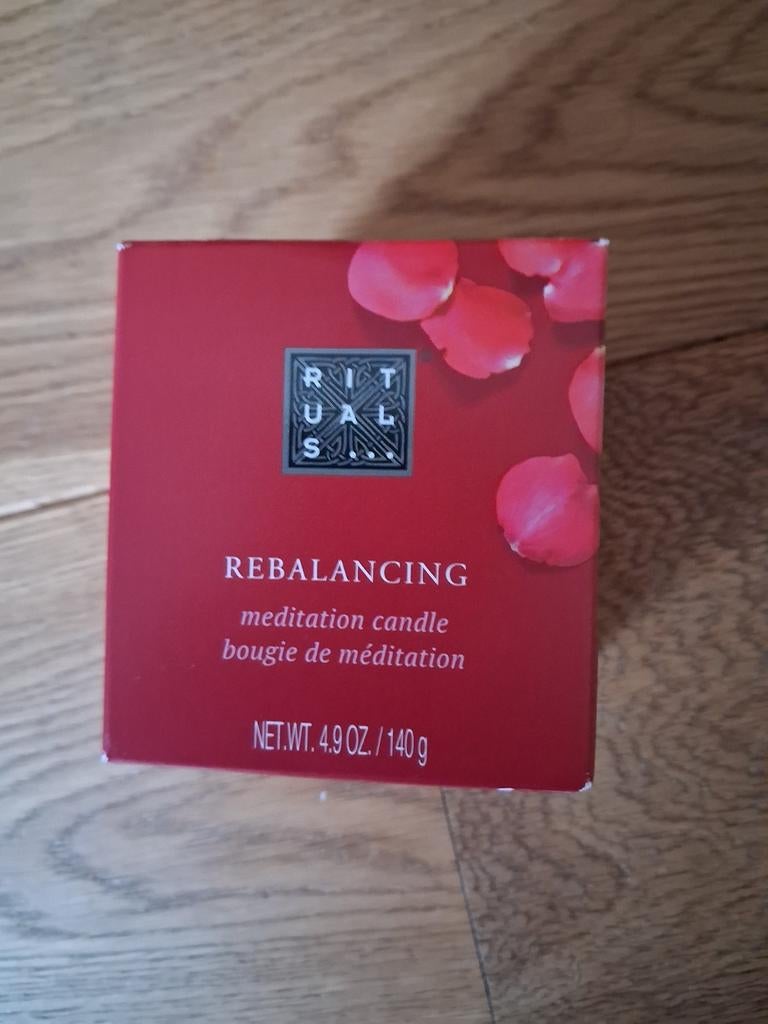 RIT
UAL
S...
REBALANCING
meditation candle
bougie de méditation
NET.WT. 4.9 OZ. / 140 g